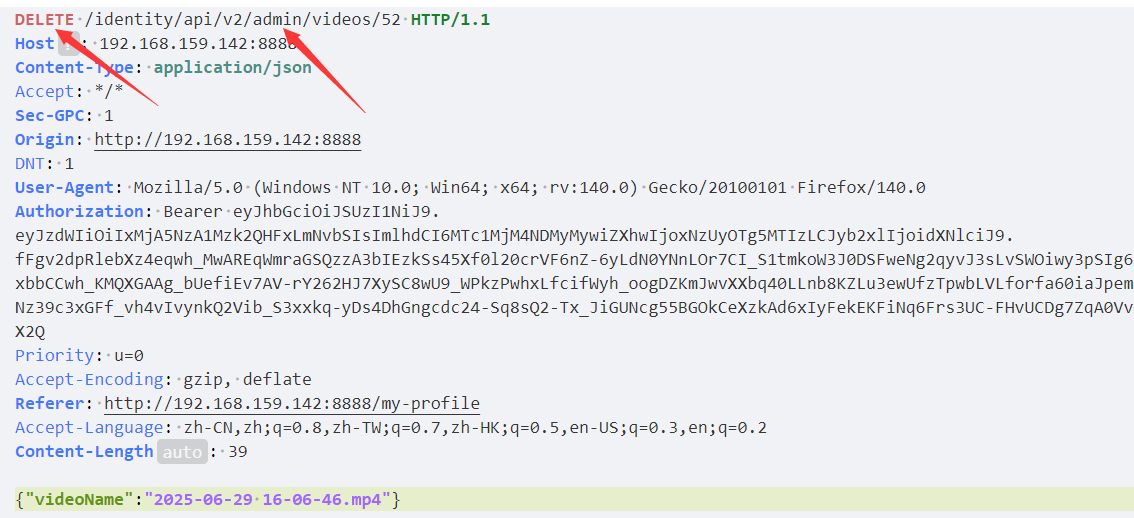 DELETE /identity/api/v2/admin/videos/52 HTTP/1.1
Host ? : 192.168.159.142:8888
Content-Type: application/json
Accept: */*
Sec-GPC: 1
Origin: http://192.168.159.142:8888
DNT: 1
User-Agent: Mozilla/5.0 (Windows NT 10.0; Win64; x64; rv:140.0) Gecko/20100101 Firefox/140.0
Authorization: Bearer eyJhbGciOiJSUzI1NiJ9.
eyJzdWIiOiIxMjA5NzA1Mzk2QHFxLmNvbSIsImlhdCI6MTc1MjM4NDMyMywiZXhwIjoxNzUyOTg5MTIzLCJyb2xlIjoidXNlciJ9.
fFgv2dpRlebXz4eqwh_MwAREqWmraGSQzzA3bIEzkSs45Xf0l20crVF6nZ-6yLdN0YNnLOr7CI_S1tmkoW3J0DSFweNg2qyvJ3sLvSWOiwy3pSIg6
xbbCCwh_KMQXGAAg_bUefiEv7AV-rY262HJ7XySC8wU9_WPkzPwhxLfcifWyh_oogDZKmJwvXXbq40LLnb8KZLu3ewUfzTpwbLVLforfa60iaJpem
Nz39c3xGFf_vh4vIvynkQ2Vib_S3xxkq-yDs4DhGngcdc24-Sq8sQ2-Tx_JiGUNcg55BGOkCeXzkAd6xIyFekEKFiNq6Frs3UC-FHvUCDg7ZqA0Vv
X2Q
Priority: u=0
Accept-Encoding: gzip, deflate
Referer: http://192.168.159.142:8888/my-profile
Accept-Language: zh-CN,zh;q=0.8,zh-TW;q=0.7,zh-HK;q=0.5,en-US;q=0.3,en;q=0.2
Content-Length auto : 39
{"videoName":"2025-06-29 16-06-46.mp4"}